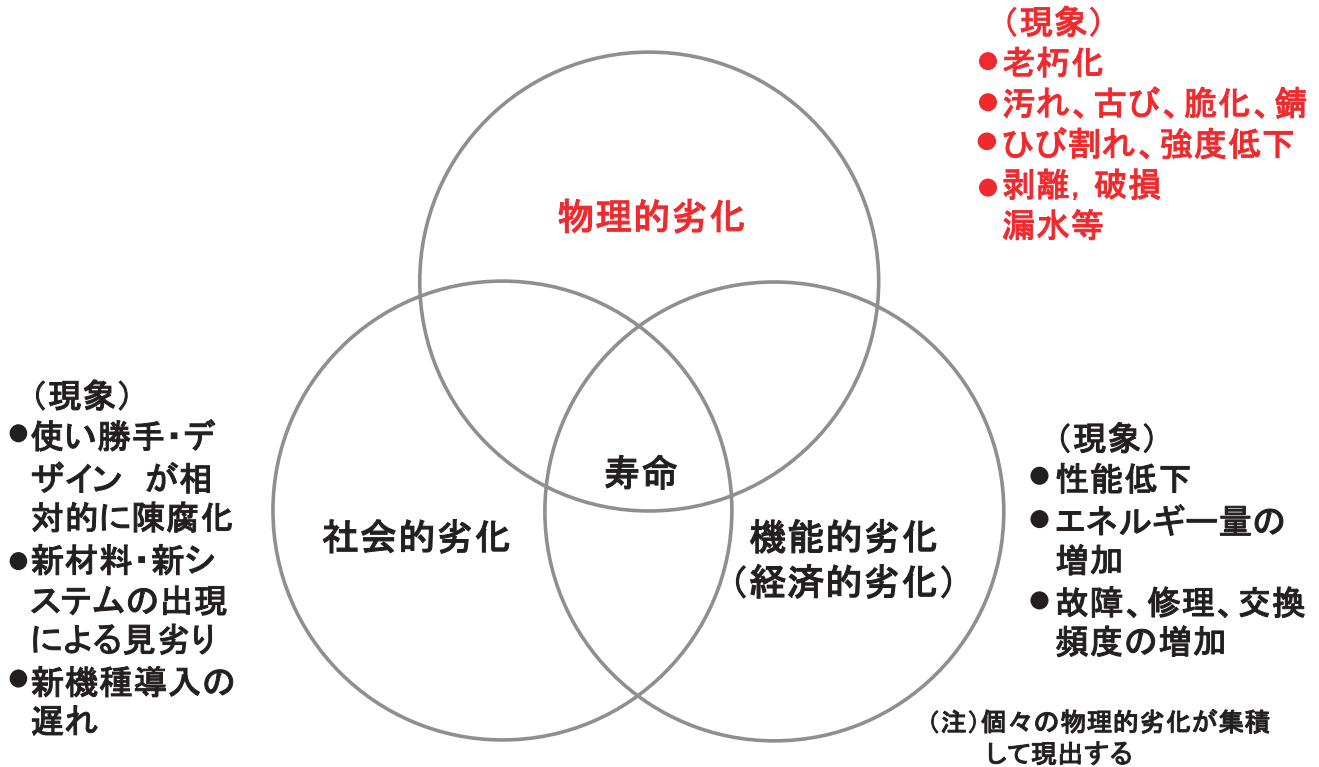 （現象）
●老朽化
●汚れ、古び、脆化、錆
●ひび割れ、強度低下
●剥離，破損
漏水等
物理的劣化
（現象）
●使い勝手・デ
ザイン　が相
対的に陳腐化
●新材料・新シ
ステムの出現
による見劣り
●新機種導入の
遅れ
寿命
社会的劣化
機能的劣化
（経済的劣化）
（現象）
●性能低下
●エネルギー量の
増加
●故障、修理、交換
頻度の増加
（注）個々の物理的劣化が集積
して現出する